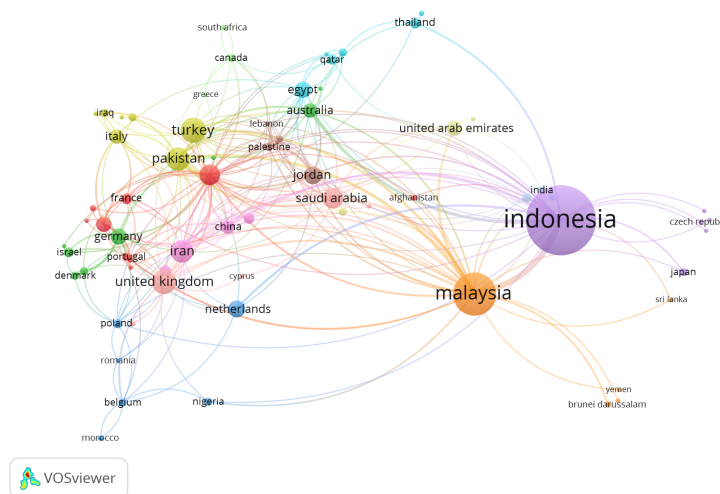 thailand
south africa
canada
qatar
greece
egypt
australia
iraq
lebanon
turkey
united arab emirates
italy
palestine
pakistan
jordan
india
saudi arabia
afghanistan
france
indonesia
czech repub
china
germany
iran
israel
portugal
japan
denmark
cyprus
united kingdom
malaysia
sri lanka
netherlands
poland
romania
yemen
belgium
nigeria
brunei darussalam
morocco
VOSviewer